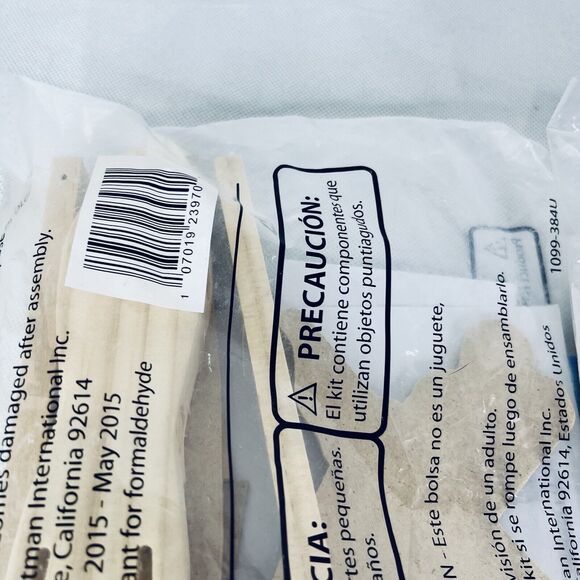 omes damaged after assembly.
tman International Inc.
e, California 92614
2015 - May 2015
ant for formaldehyde
1 07019 23970
PRECAUCIÓN:
El kit contiene componentes que
utilizan objetos puntiagudos.
CIA:
tes pequeñas.
años.
N - Este bolsa no es un juguete,
visión de un adulto.
kit si se rompe luego de ensamblarlo.
International Inc.
alifornia 92614, Estados Unidos
1099-384U